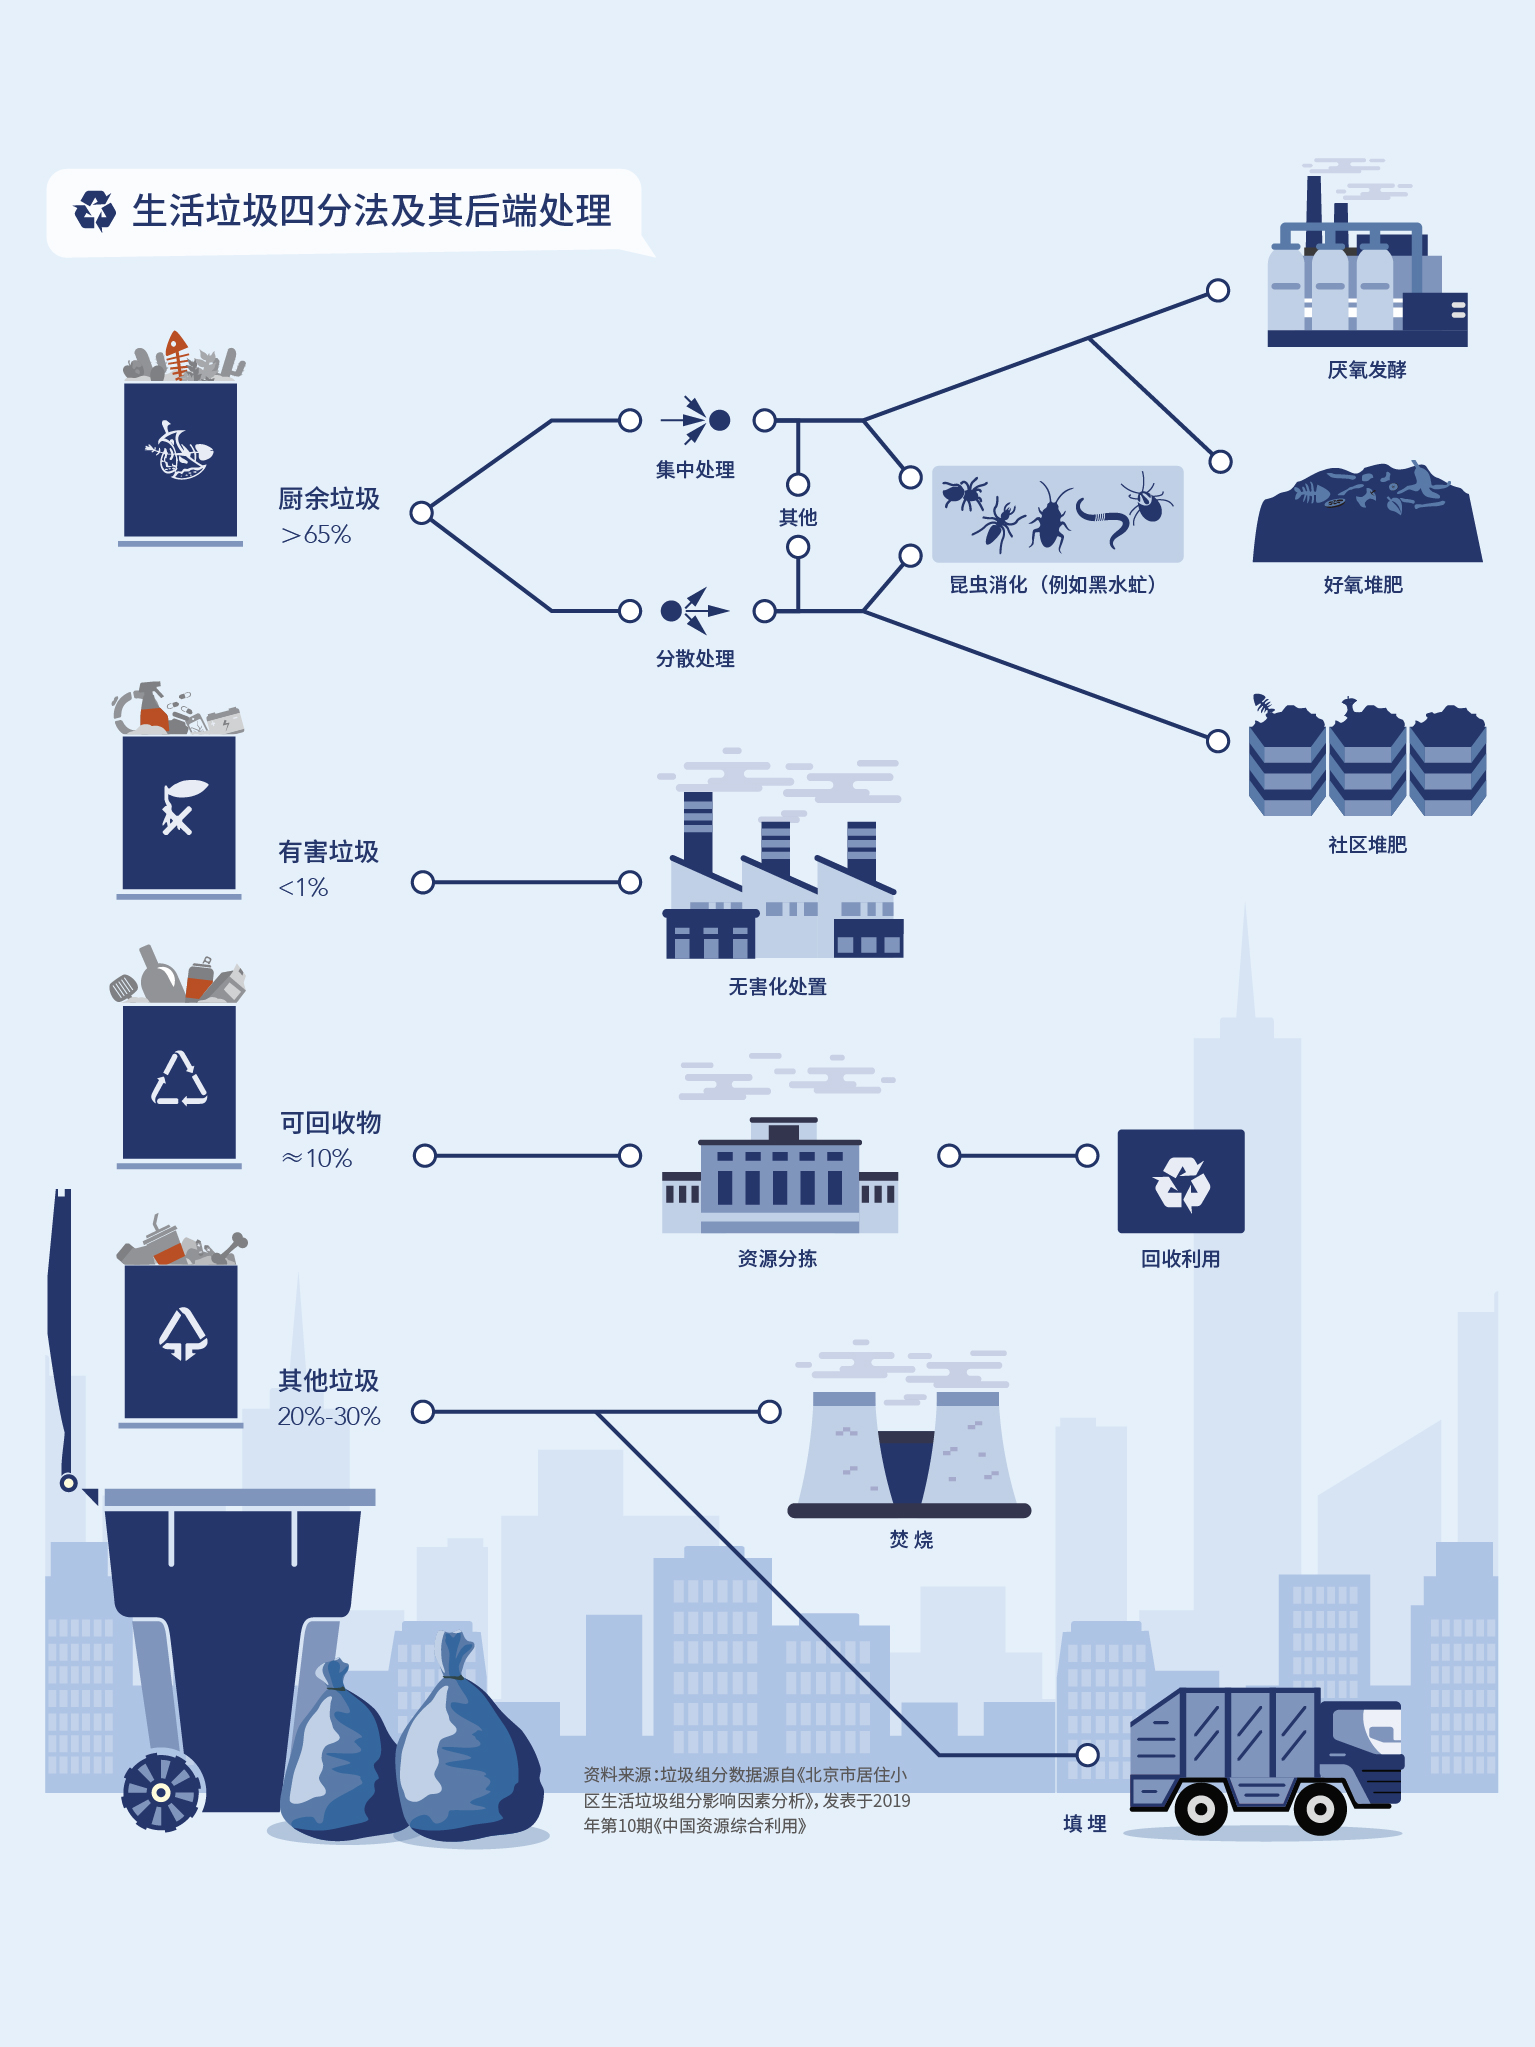 生活垃圾四分法及其后端处理
厌氧发酵
集中处理
厨余垃圾
>65%
其他
昆虫消化（例如黑水虻）
好氧堆肥
分散处理
社区堆肥
有害垃圾
<1%
无害化处置
可回收物
≈10%
资源分拣
回收利用
其他垃圾
20%-30%
焚 烧
资料来源：垃圾组分数据源自《北京市居住小
区生活垃圾组分影响因素分析》，发表于2019
年第10期《中国资源综合利用》
填 埋